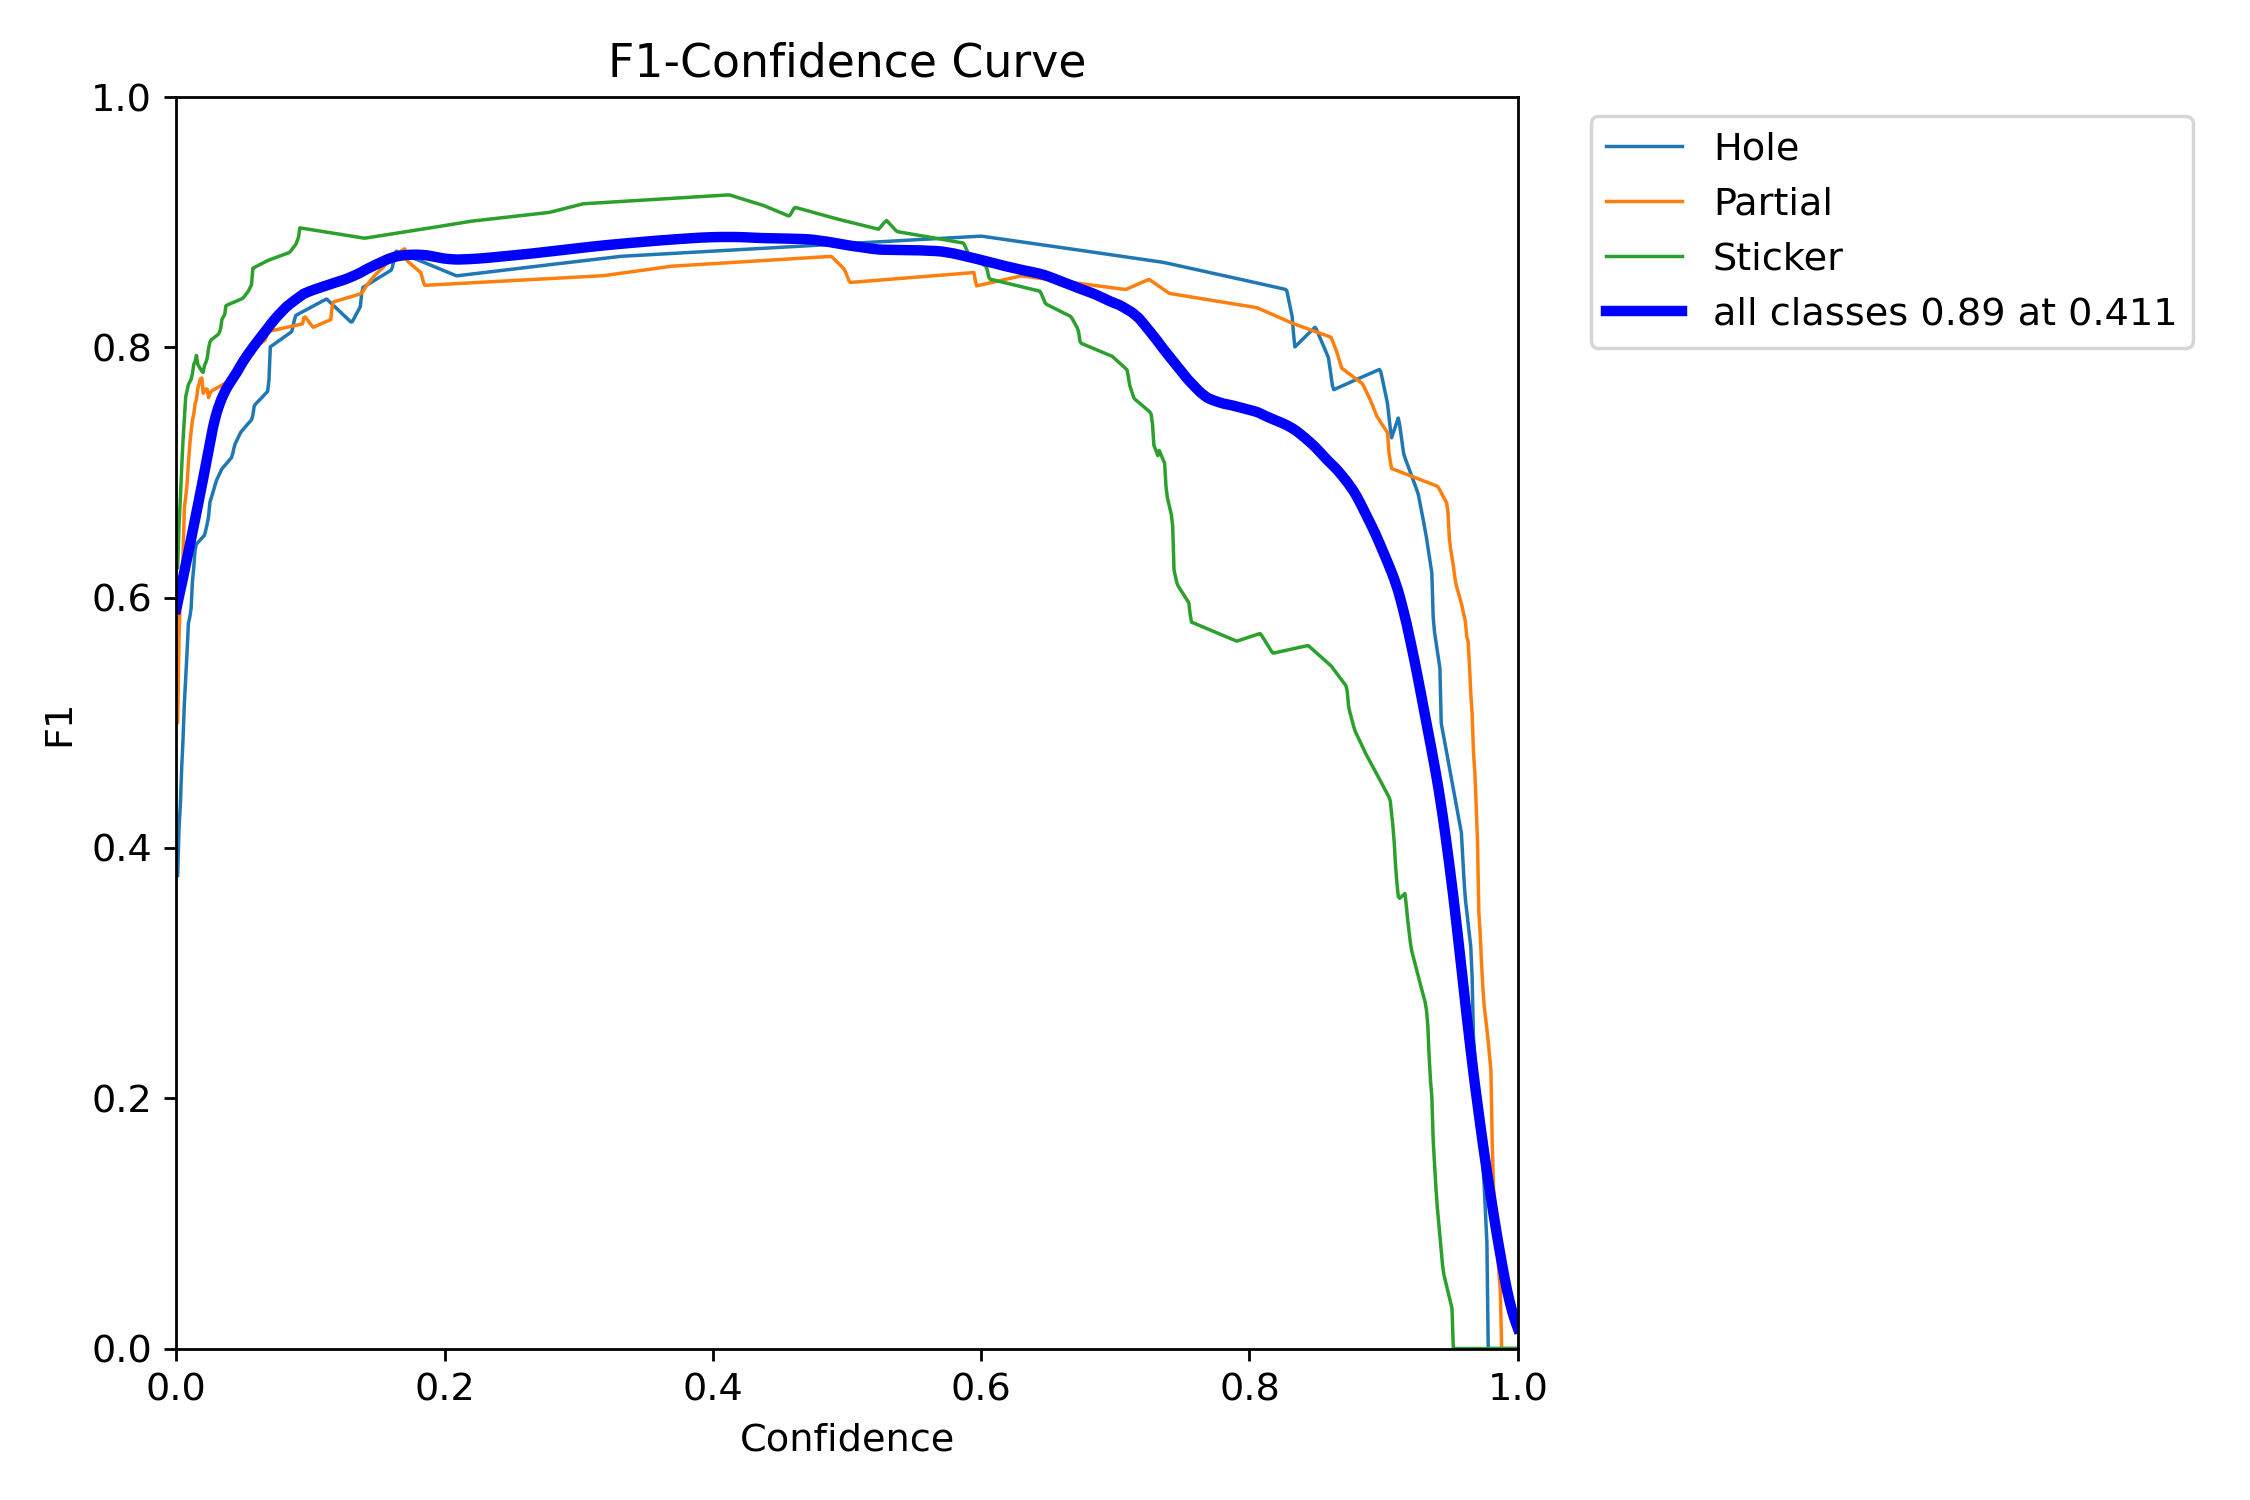 F1-Confidence Curve
1.0
0.8
0.6
0.4
0.2
0.0
F1
0.0 0.2 0.4 0.6 0.8 1.0
Confidence
Hole
Partial
Sticker
all classes 0.89 at 0.411